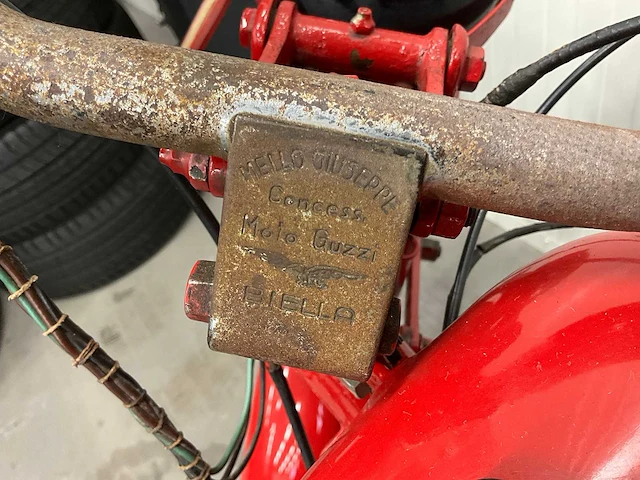 MELLO GIUSEPPE
Concess.
Moto Guzzi
BIELLA